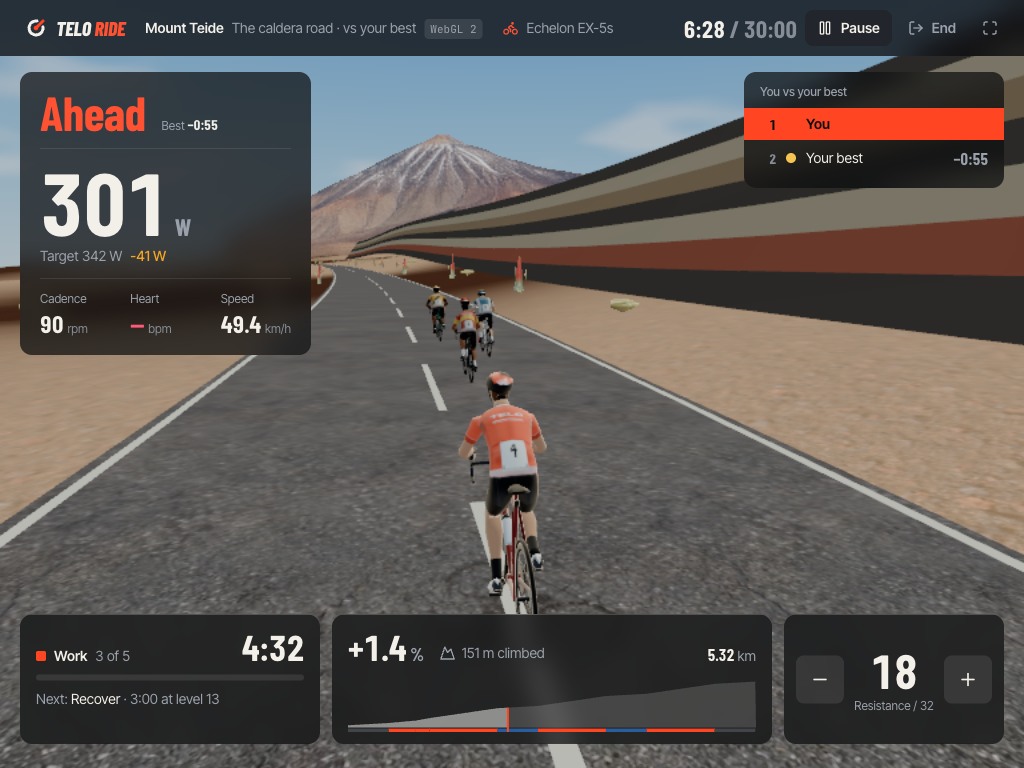 TELO RIDE
Mount Teide The caldera road · vs your best WebGL 2 Echelon EX-5s
6:28 / 30:00
Pause
End
Ahead Best −0:55
301 W
Target 342 W -41 W
Cadence Heart Speed
90 rpm — bpm 49.4 km/h
You vs your best
1 You
2 Your best −0:55
TELO
4
Work 3 of 5 4:32
Next: Recover · 3:00 at level 13
+1.4 % 151 m climbed 5.32 km
− 18 +
Resistance / 32